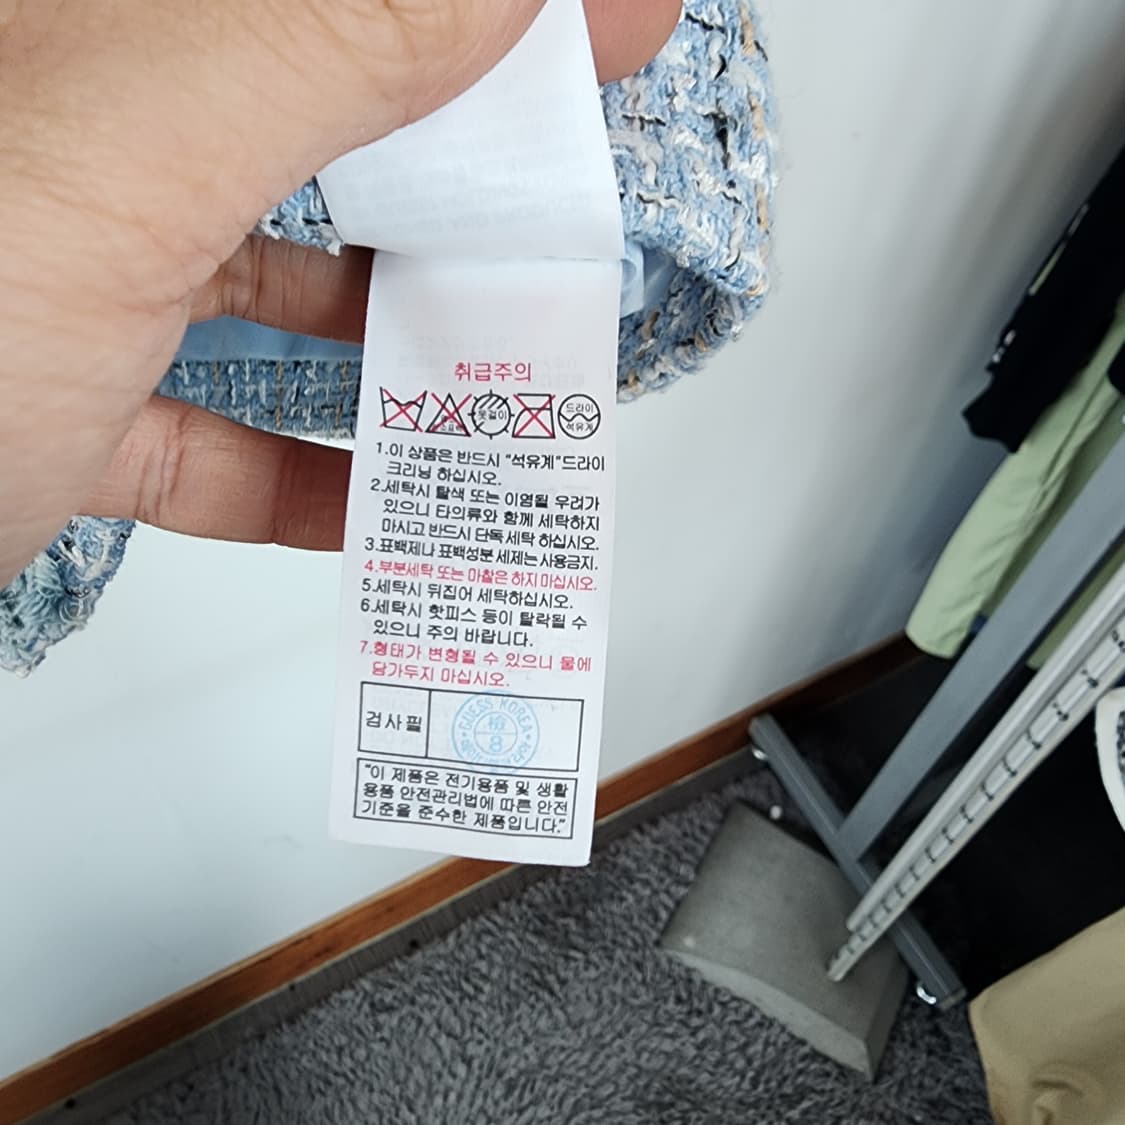 취급주의
옷걸이
드라이
석유계
1.이 상품은 반드시 "석유계"드라이
크리닝 하십시오.
2.세탁시 탈색 또는 이염될 우려가
있으니 타의류와 함께 세탁하지
마시고 반드시 단독세탁 하십시오.
3.표백제나 표백성분 세제는사용금지.
4.부분세탁 또는 마찰은 하지 마십시오.
5.세탁시 뒤집어 세탁하십시오.
6.세탁시 핫피스 등이 탈락될 수
있으니 주의 바랍니다.
7.형태가 변형될 수 있으니 물에
담가두지 마십시오.
검사필
GUESS KOREA
檢
8
"이 제품은 전기용품 및 생활
용품 안전관리법에 따른 안전
기준을 준수한 제품입니다."